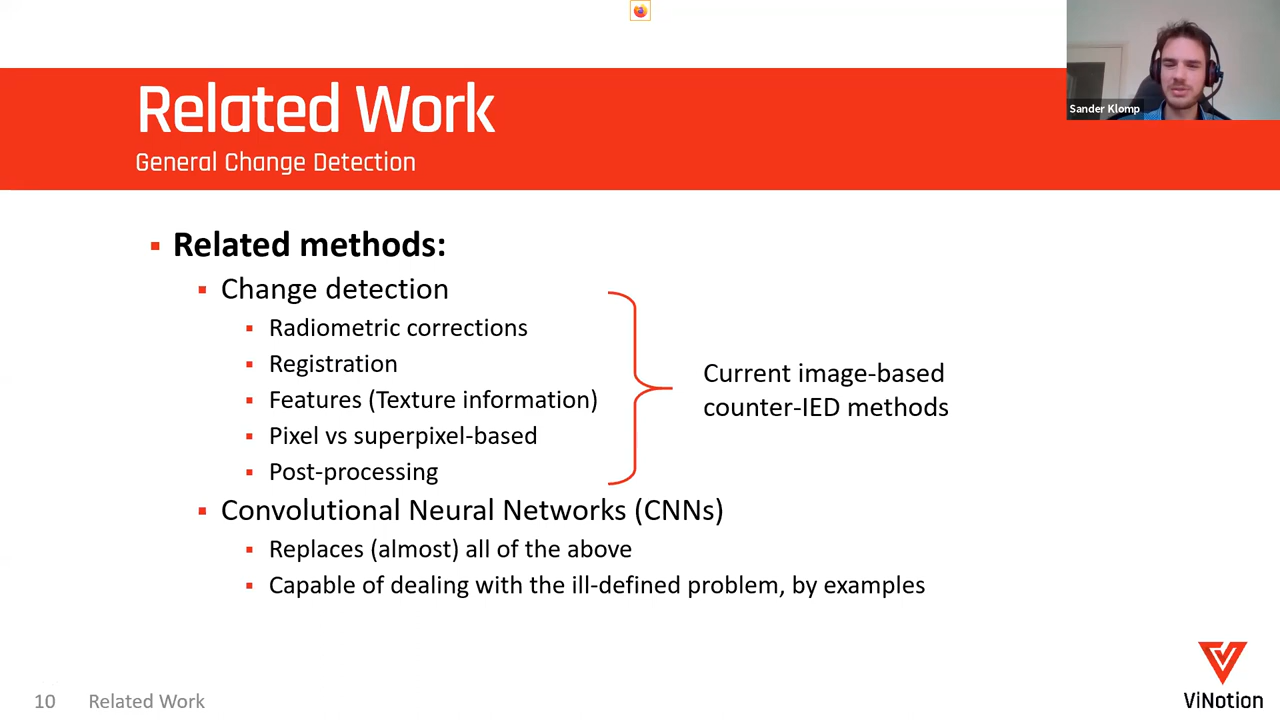 Related Work
General Change Detection
Sander Klomp
Related methods:
Change detection
Radiometric corrections
Registration
Features (Texture information)
Pixel vs superpixel-based
Post-processing
Current image-based
counter-IED methods
Convolutional Neural Networks (CNNs)
Replaces (almost) all of the above
Capable of dealing with the ill-defined problem, by examples
10 Related Work
ViNotion